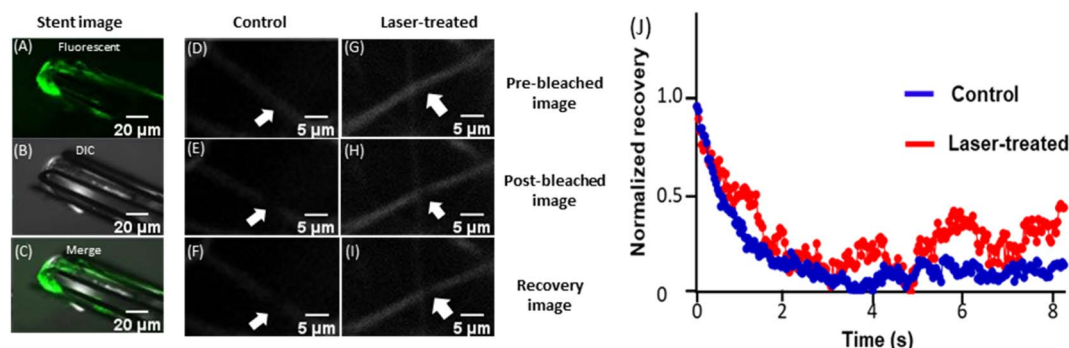 Stent image
Control
Laser-treated
(A)
Fluorescent
20 µm
(B)
DIC
20 µm
(C)
Merge
20 µm
(D)
5 µm
(G)
5 µm
Pre-bleached
image
(E)
5 µm
(H)
5 µm
Post-bleached
image
(F)
5 µm
(I)
5 µm
Recovery
image
(J)
Normalized recovery
1.0
0.5
0
0
2
4
6
8
Time (s)
Control
Laser-treated